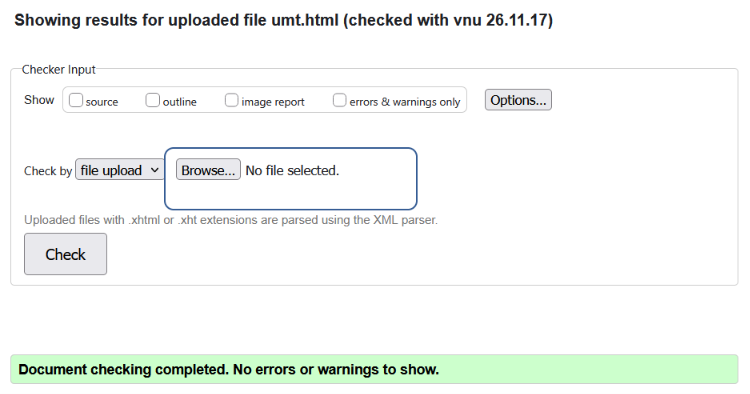 Showing results for uploaded file umt.html (checked with vnu 26.11.17)
Checker Input
Show source outline image report errors & warnings only Options...
Check by file upload Browse... No file selected.
Uploaded files with .xhtml or .xht extensions are parsed using the XML parser.
Check
Document checking completed. No errors or warnings to show.